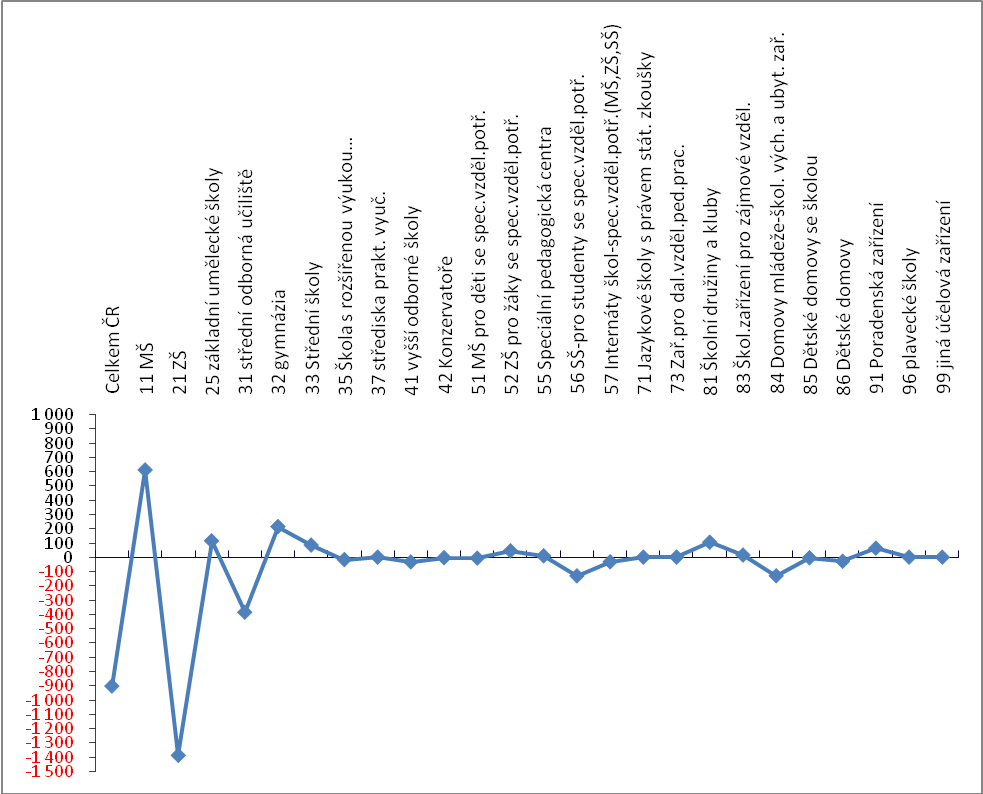 Celkem ČR
11 MŠ
21 ZŠ
25 základní umělecké školy
31 střední odborná učiliště
32 gymnázia
33 Střední školy
35 Škola s rozšířenou výukou...
37 střediska prakt. vyuč.
41 vyšší odborné školy
42 Konzervatoře
51 MŠ pro děti se spec.vzděl.potř.
52 ZŠ pro žáky se spec.vzděl.potř.
55 Speciální pedagogická centra
56 SŠ-pro studenty se spec.vzděl.potř.
57 Internáty škol-spec.vzděl.potř.(MŠ,ZŠ,SŠ)
71 Jazykové školy s právem stát. zkoušky
73 Zař.pro dal.vzděl.ped.prac.
81 Školní družiny a kluby
83 Škol.zařízení pro zájmové vzděl.
84 Domovy mládeže-škol. vých. a ubyt. zař.
85 Dětské domovy se školou
86 Dětské domovy
91 Poradenská zařízení
96 plavecké školy
99 jiná účelová zařízení
1 000
900
800
700
600
500
400
300
200
100
0
-100
-200
-300
-400
-500
-600
-700
-800
-900
-1 000
-1 100
-1 200
-1 300
-1 400
-1 500